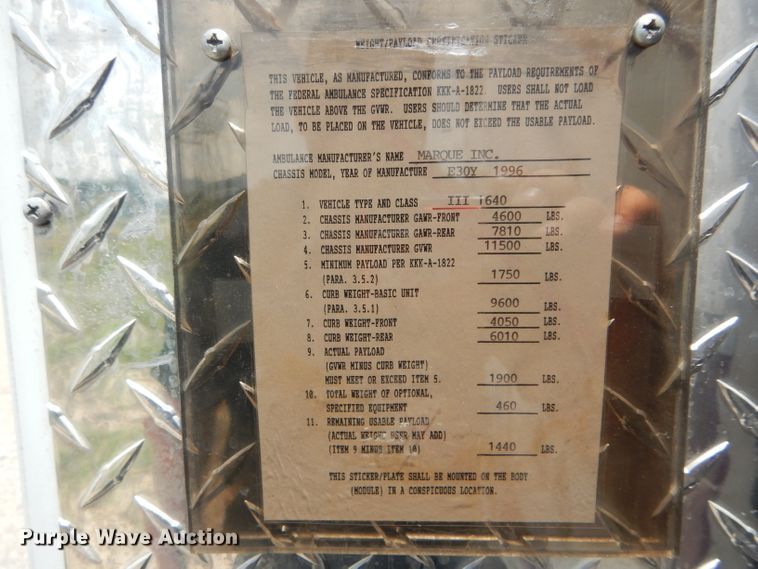 WEIGHT/PAYLOAD CERTIFICATION STICKER
THIS VEHICLE, AS MANUFACTURED, CONFORMS TO THE PAYLOAD REQUIREMENTS OF
THE FEDERAL AMBULANCE SPECIFICATION KKK-A-1822. USERS SHALL NOT LOAD
THE VEHICLE ABOVE THE GVWR. USERS SHOULD DETERMINE THAT THE ACTUAL
LOAD, TO BE PLACED ON THE VEHICLE, DOES NOT EXCEED THE USABLE PAYLOAD.
AMBULANCE MANUFACTURER'S NAME MARQUE INC.
CHASSIS MODEL, YEAR OF MANUFACTURE E30Y 1996
1. VEHICLE TYPE AND CLASS III 1640
2. CHASSIS MANUFACTURER GAWR-FRONT 4600 LBS.
3. CHASSIS MANUFACTURER GAWR-REAR 7810 LBS.
4. CHASSIS MANUFACTURER GVWR 11500 LBS.
5. MINIMUM PAYLOAD PER KKK-A-1822
(PARA. 3.5.2) 1750 LBS.
6. CURB WEIGHT-BASIC UNIT
(PARA. 3.5.1) 9600 LBS.
7. CURB WEIGHT-FRONT 4050 LBS.
8. CURB WEIGHT-REAR 6010 LBS.
9. ACTUAL PAYLOAD
(GVWR MINUS CURB WEIGHT)
MUST MEET OR EXCEED ITEM 5. 1900 LBS.
10. TOTAL WEIGHT OF OPTIONAL,
SPECIFIED EQUIPMENT 460 LBS.
11. REMAINING USABLE PAYLOAD
(ACTUAL WEIGHT USER MAY ADD)
(ITEM 9 MINUS ITEM 10) 1440 LBS.
THIS STICKER/PLATE SHALL BE MOUNTED ON THE BODY
(MODULE) IN A CONSPICUOUS LOCATION.
Purple Wave Auction